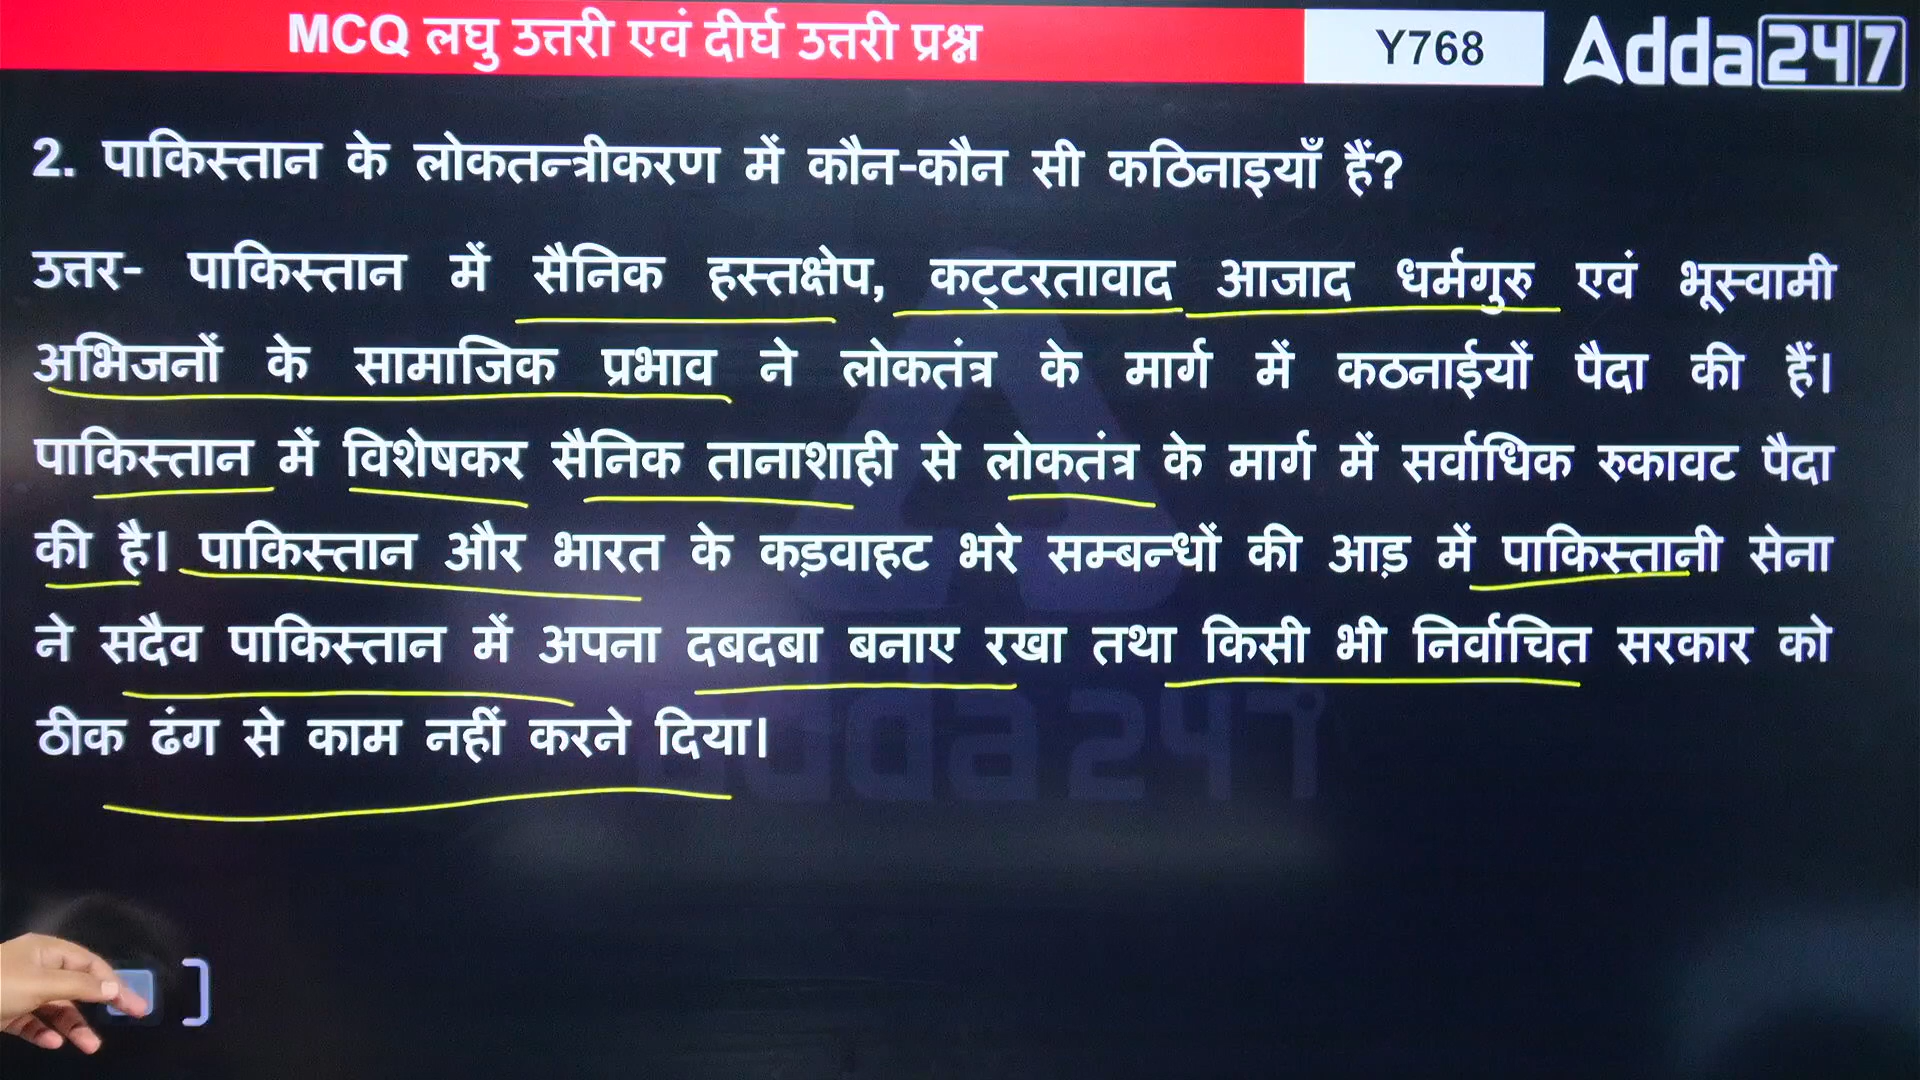 MCQ लघु उत्तरी एवं दीर्घ उत्तरी प्रश्न
Y768
Adda247
2. पाकिस्तान के लोकतन्त्रीकरण में कौन-कौन सी कठिनाइयाँ हैं?
उत्तर- पाकिस्तान में सैनिक हस्तक्षेप, कट्टरतावाद आजाद धर्मगुरु एवं भूस्वामी
अभिजनों के सामाजिक प्रभाव ने लोकतंत्र के मार्ग में कठनाईयों पैदा की हैं।
पाकिस्तान में विशेषकर सैनिक तानाशाही से लोकतंत्र के मार्ग में सर्वाधिक रुकावट पैदा
की है। पाकिस्तान और भारत के कड़वाहट भरे सम्बन्धों की आड़ में पाकिस्तानी सेना
ने सदैव पाकिस्तान में अपना दबदबा बनाए रखा तथा किसी भी निर्वाचित सरकार को
ठीक ढंग से काम नहीं करने दिया।
Adda247